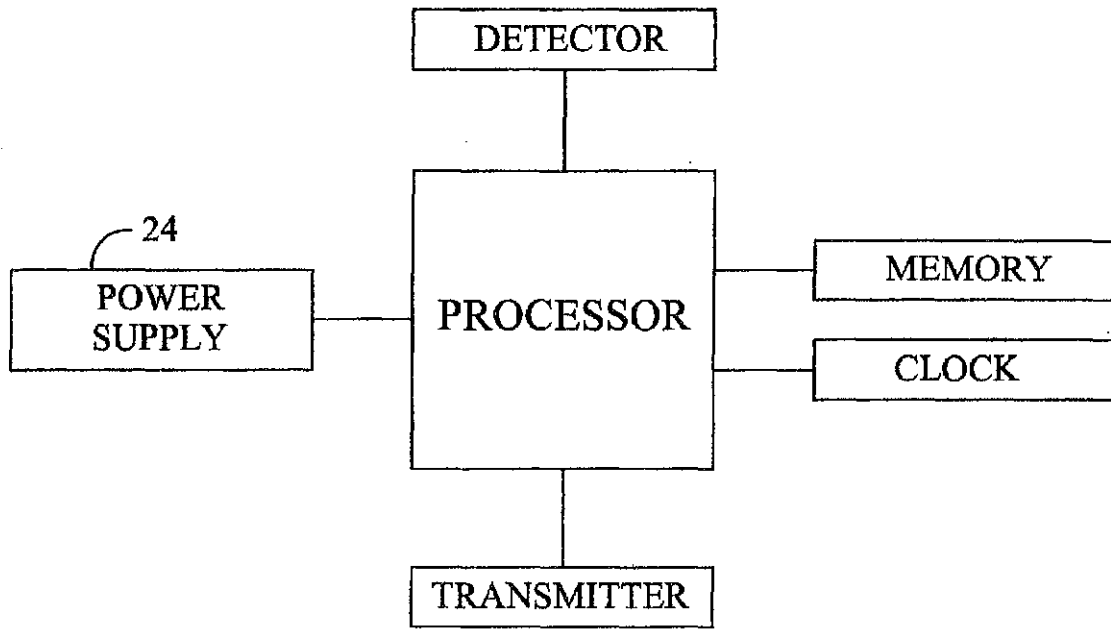 DETECTOR
24
POWER
SUPPLY
PROCESSOR
MEMORY
CLOCK
TRANSMITTER